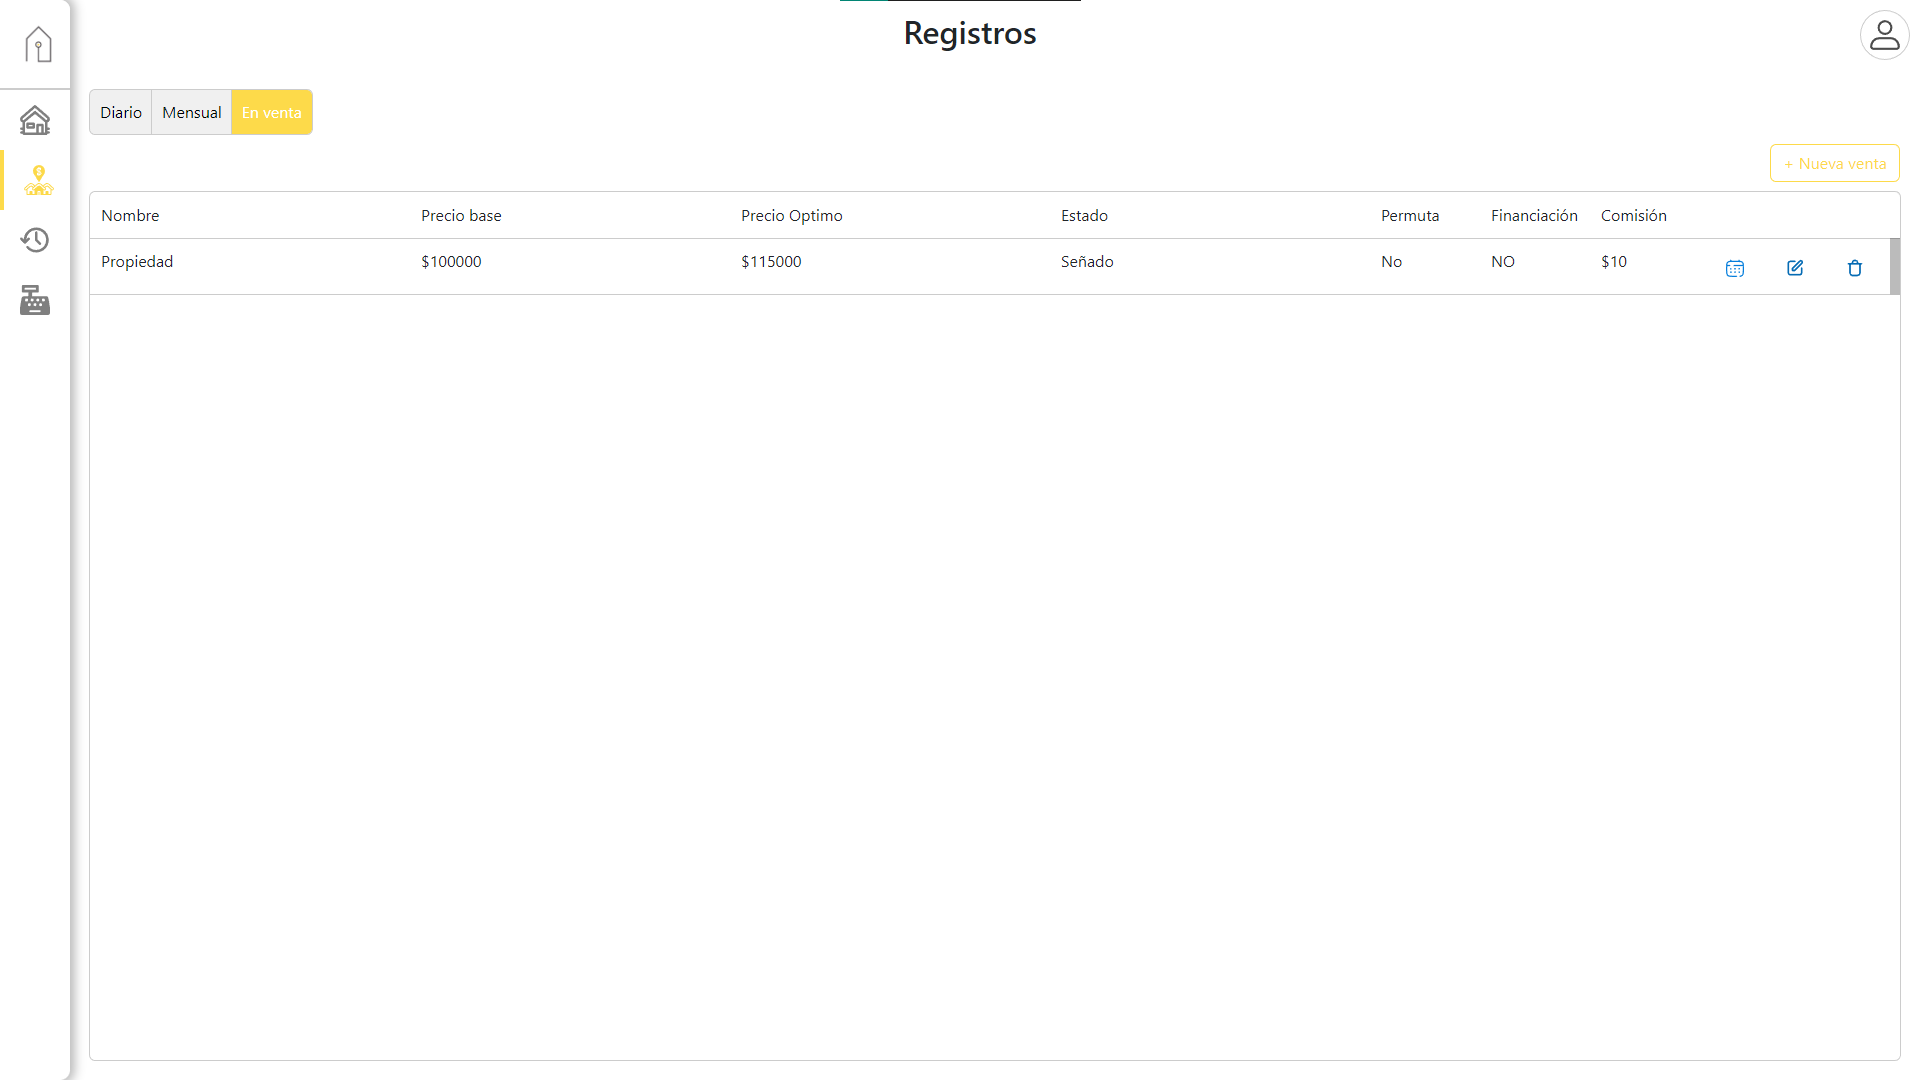 Registros
Diario Mensual En venta
+ Nueva venta
Nombre Precio base Precio Optimo Estado Permuta Financiación Comisión
Propiedad $100000 $115000 Señado No NO $10